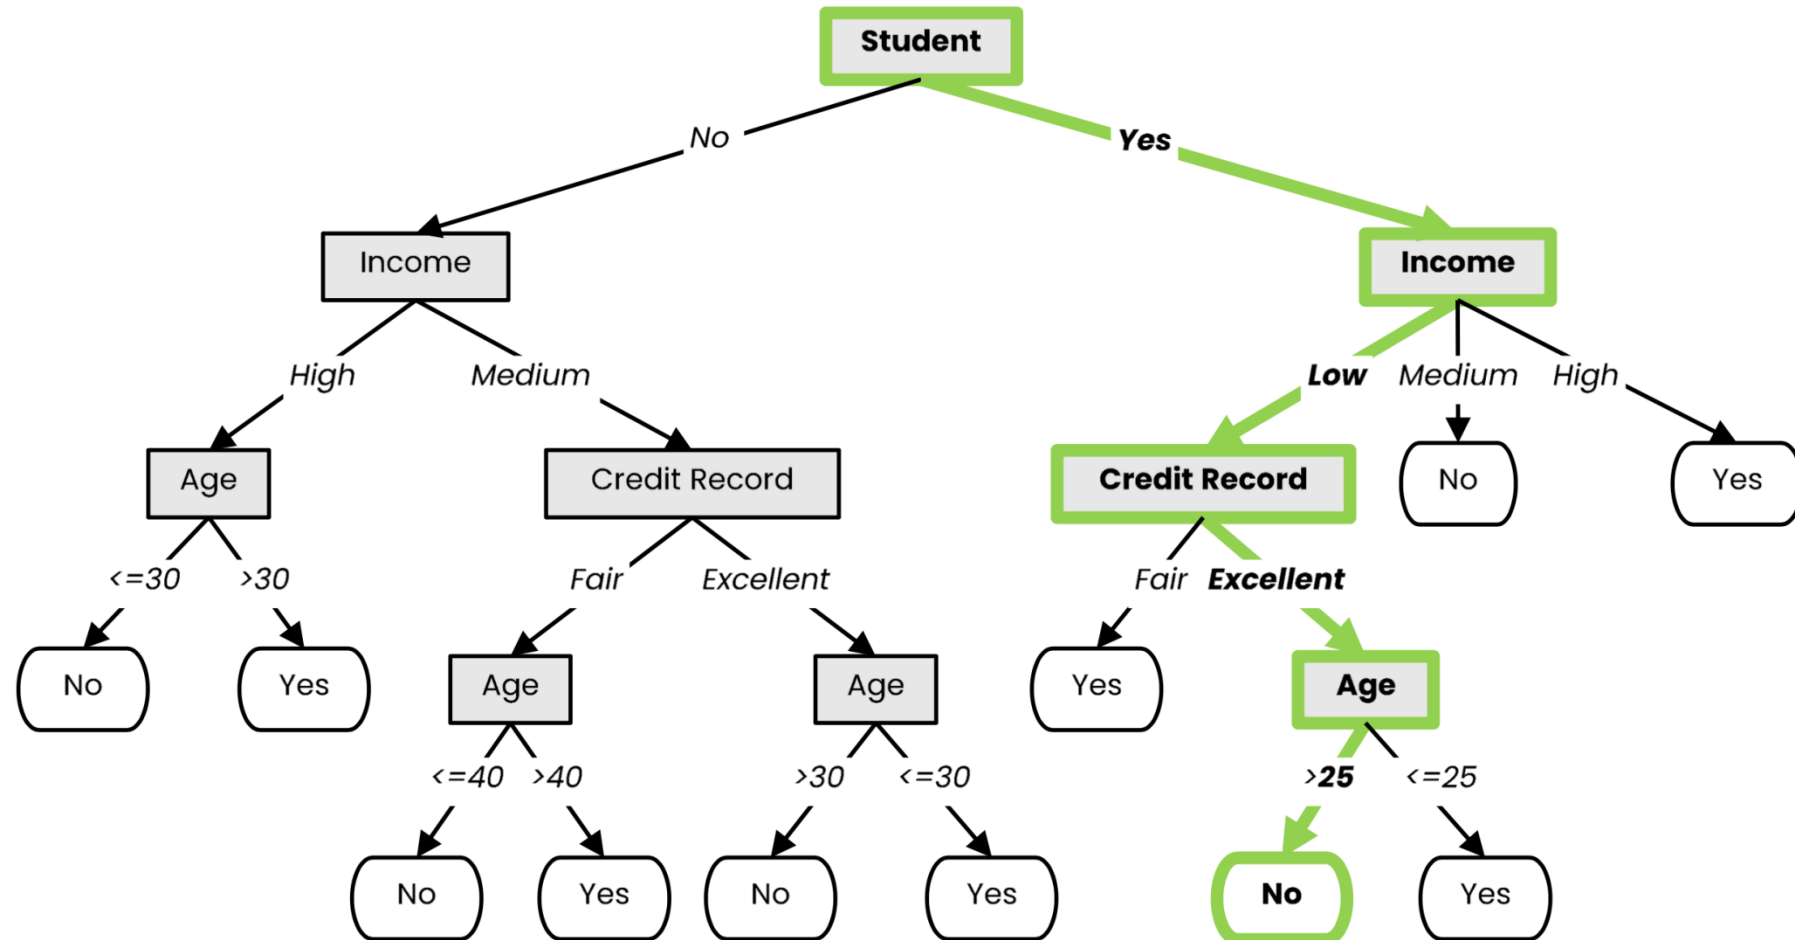 Student
No
Yes
Income
Income
High
Medium
Low
Medium
High
Age
Credit Record
Credit Record
No
Yes
<=30
>30
Fair
Excellent
Fair
Excellent
No
Yes
Age
Age
Yes
Age
<=40
>40
>30
<=30
>25
<=25
No
Yes
No
Yes
No
Yes